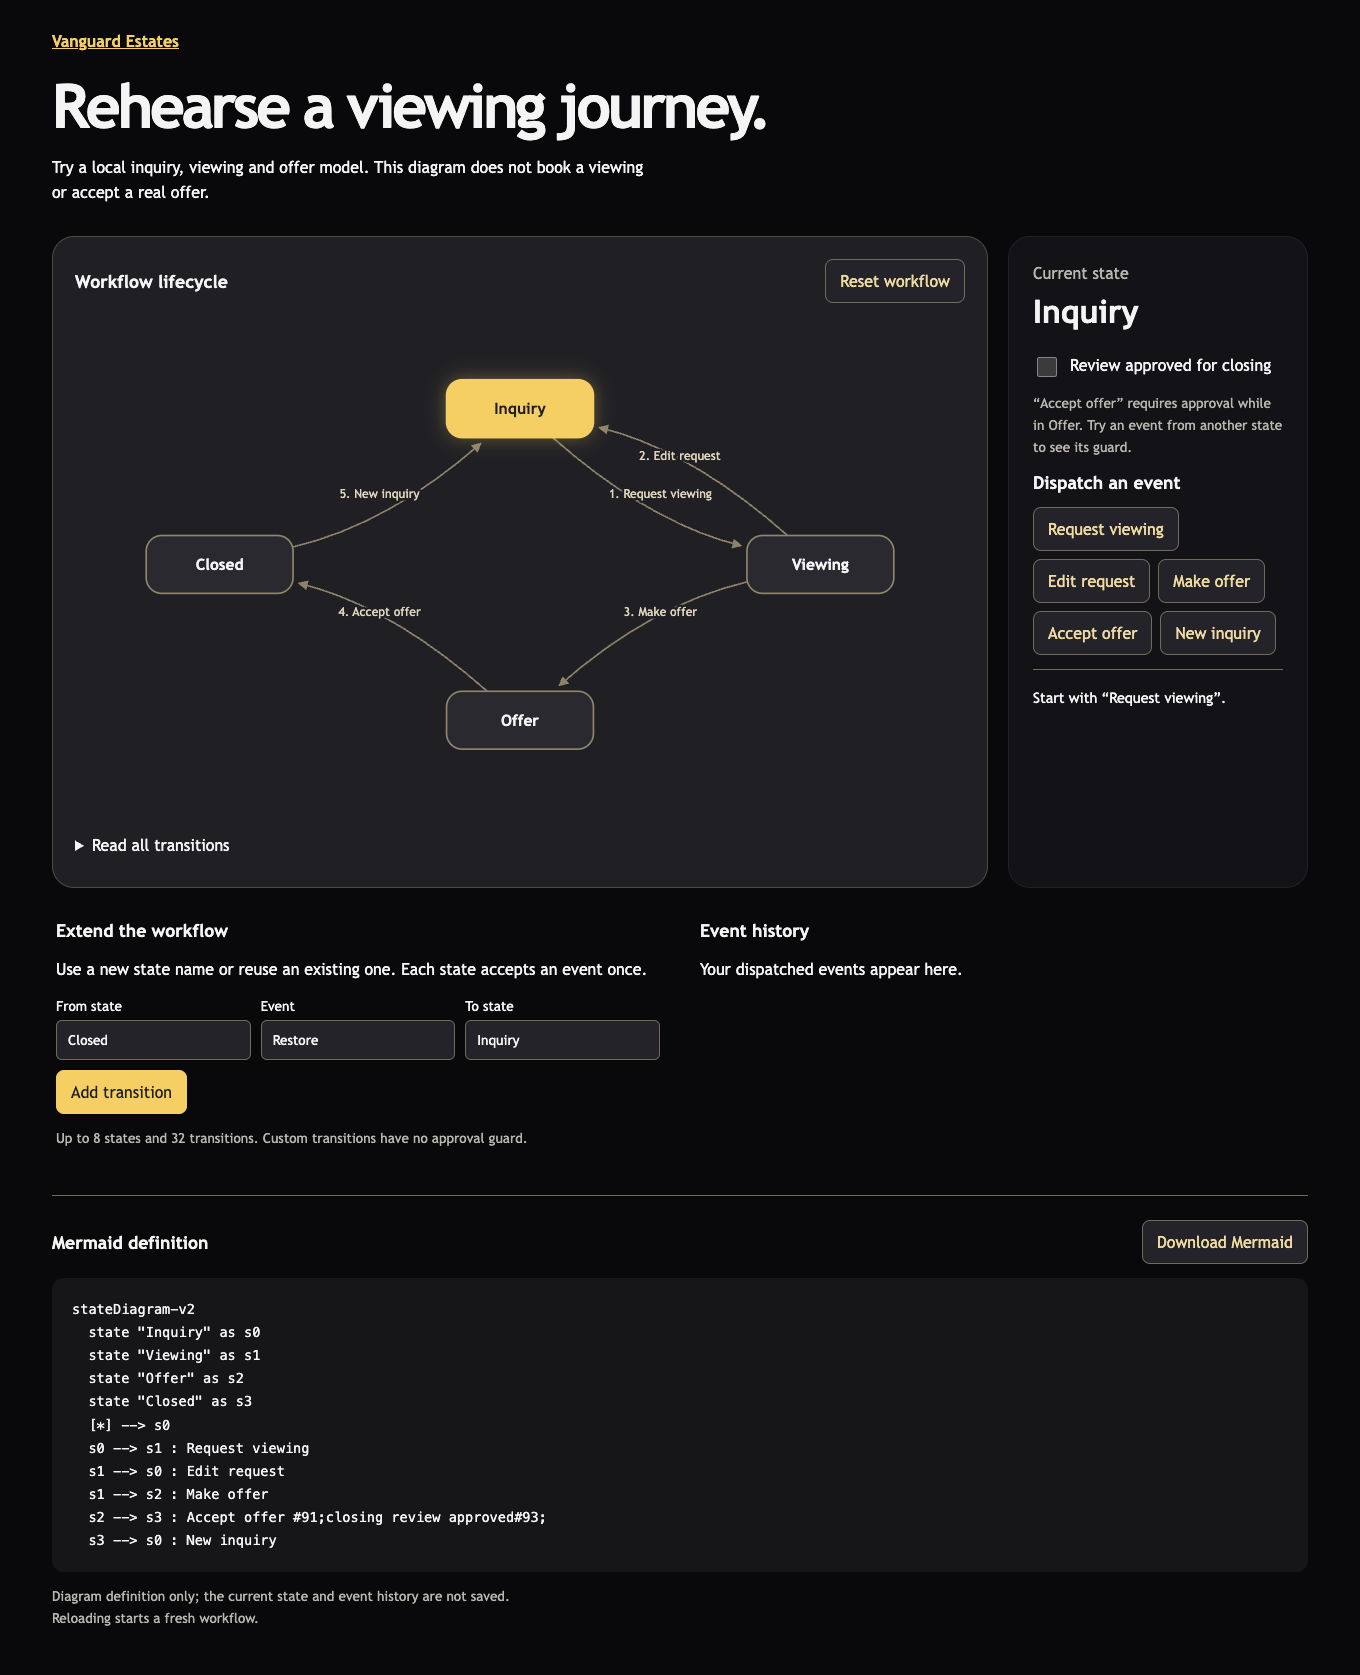 Vanguard Estates
Rehearse a viewing journey.
Try a local inquiry, viewing and offer model. This diagram does not book a viewing
or accept a real offer.
Workflow lifecycle
Reset workflow
Inquiry
2. Edit request
5. New inquiry
1. Request viewing
Closed
Viewing
4. Accept offer
3. Make offer
Offer
Read all transitions
Current state
Inquiry
Review approved for closing
“Accept offer” requires approval while
in Offer. Try an event from another state
to see its guard.
Dispatch an event
Request viewing
Edit request
Make offer
Accept offer
New inquiry
Start with “Request viewing”.
Extend the workflow
Use a new state name or reuse an existing one. Each state accepts an event once.
From state
Event
To state
Closed
Restore
Inquiry
Add transition
Up to 8 states and 32 transitions. Custom transitions have no approval guard.
Event history
Your dispatched events appear here.
Mermaid definition
Download Mermaid
stateDiagram-v2
  state "Inquiry" as s0
  state "Viewing" as s1
  state "Offer" as s2
  state "Closed" as s3
  [*] --> s0
  s0 --> s1 : Request viewing
  s1 --> s0 : Edit request
  s1 --> s2 : Make offer
  s2 --> s3 : Accept offer #91;closing review approved#93;
  s3 --> s0 : New inquiry
Diagram definition only; the current state and event history are not saved.
Reloading starts a fresh workflow.